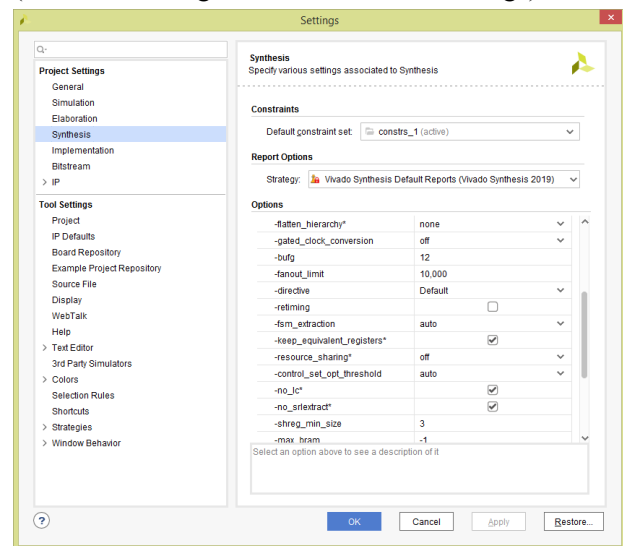 Settings
Project Settings
General
Simulation
Elaboration
Synthesis
Implementation
Bitstream
IP
Tool Settings
Project
IP Defaults
Board Repository
Example Project Repository
Source File
Display
WebTalk
Help
Text Editor
3rd Party Simulators
Colors
Selection Rules
Shortcuts
Strategies
Window Behavior
Synthesis
Specify various settings associated to Synthesis
Constraints
Default constraint set: constrs_1 (active)
Report Options
Strategy: Vivado Synthesis Default Reports (Vivado Synthesis 2019)
Options
-flatten_hierarchy* none
-gated_clock_conversion off
-bufg 12
-fanout_limit 10,000
-directive Default
-retiming
-fsm_extraction auto
-keep_equivalent_registers*
-resource_sharing* off
-control_set_opt_threshold auto
-no_lc*
-no_srlextract*
-shreg_min_size 3
-max_bram -1
Select an option above to see a description of it
? OK Cancel Apply Restore...